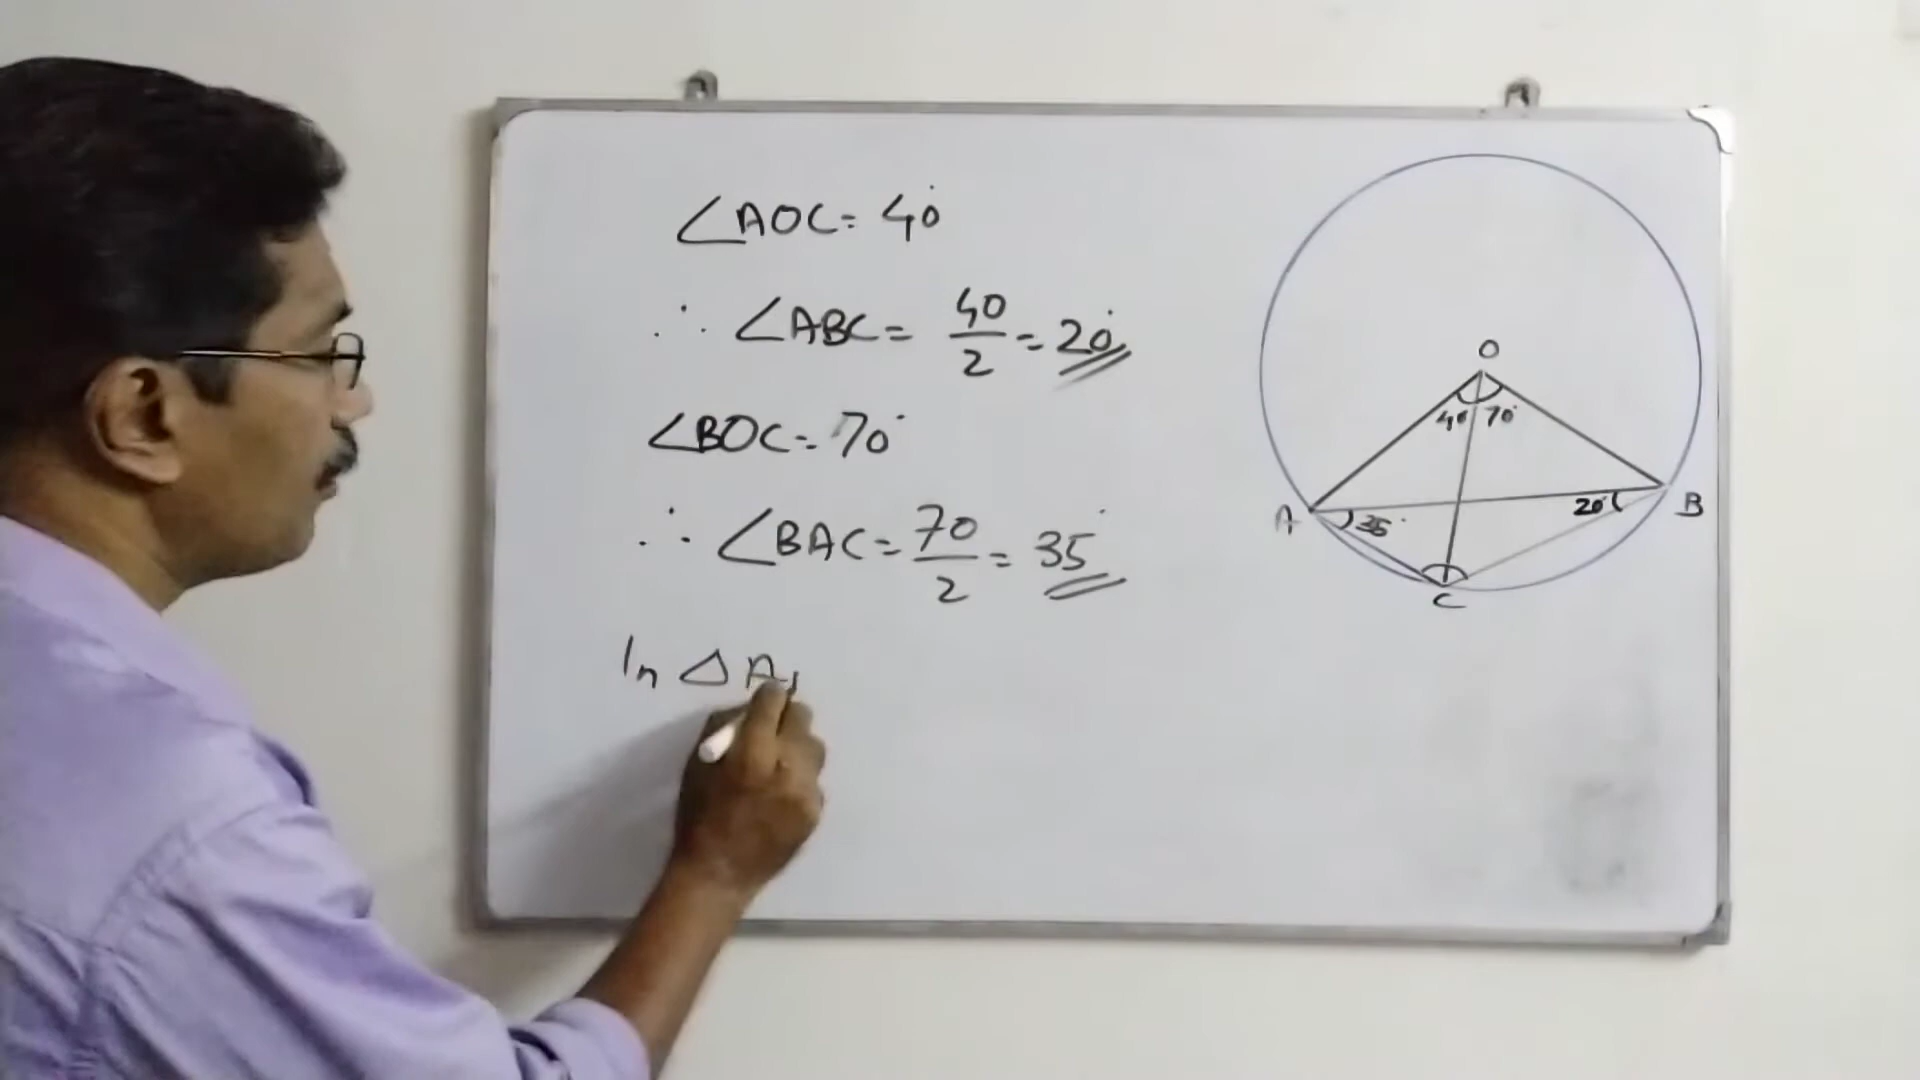 ∠AOC = 40°
∴ ∠ABC = 40/2 = 20°
∠BOC = 70°
∴ ∠BAC = 70/2 = 35°
In △ A
O
40° 70°
A 35° 20° B
C